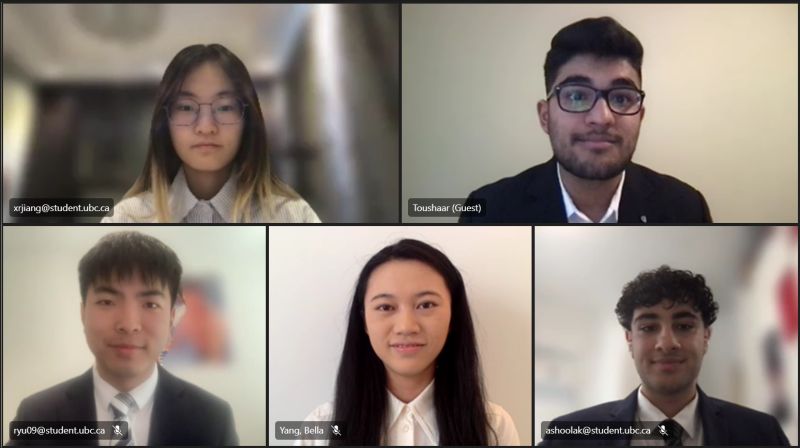 xrjiang@student.ubc.ca
Toushaar (Guest)
ryu09@student.ubc.ca
Yang, Bella
ashoolak@student.ubc.ca